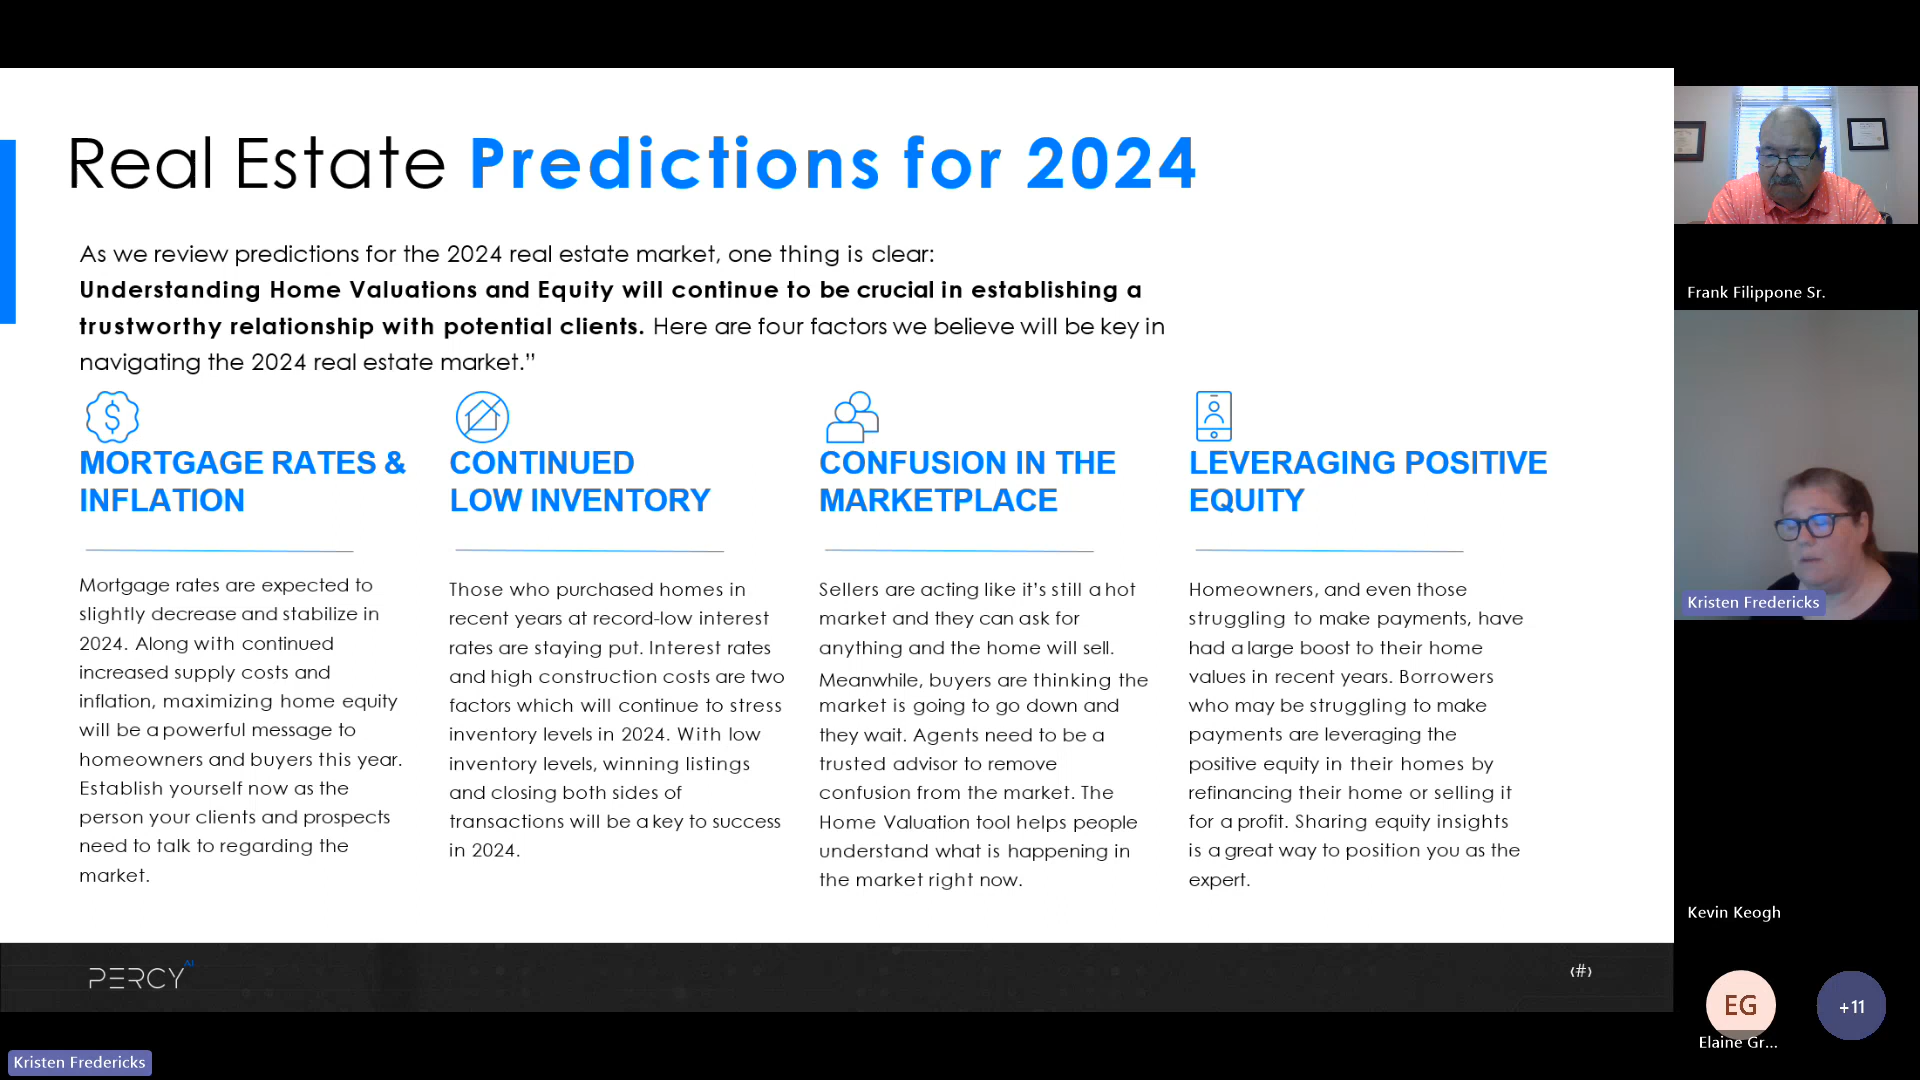 Real Estate Predictions for 2024
As we review predictions for the 2024 real estate market, one thing is clear:
Understanding Home Valuations and Equity will continue to be crucial in establishing a
trustworthy relationship with potential clients. Here are four factors we believe will be key in
navigating the 2024 real estate market.”
MORTGAGE RATES &
INFLATION
Mortgage rates are expected to
slightly decrease and stabilize in
2024. Along with continued
increased supply costs and
inflation, maximizing home equity
will be a powerful message to
homeowners and buyers this year.
Establish yourself now as the
person your clients and prospects
need to talk to regarding the
market.
CONTINUED
LOW INVENTORY
Those who purchased homes in
recent years at record-low interest
rates are staying put. Interest rates
and high construction costs are two
factors which will continue to stress
inventory levels in 2024. With low
inventory levels, winning listings
and closing both sides of
transactions will be a key to success
in 2024.
CONFUSION IN THE
MARKETPLACE
Sellers are acting like it’s still a hot
market and they can ask for
anything and the home will sell.
Meanwhile, buyers are thinking the
market is going to go down and
they wait. Agents need to be a
trusted advisor to remove
confusion from the market. The
Home Valuation tool helps people
understand what is happening in
the market right now.
LEVERAGING POSITIVE
EQUITY
Homeowners, and even those
struggling to make payments, have
had a large boost to their home
values in recent years. Borrowers
who may be struggling to make
payments are leveraging the
positive equity in their homes by
refinancing their home or selling it
for a profit. Sharing equity insights
is a great way to position you as the
expert.
PERCY AI
‹#›
Kristen Fredericks
Frank Filippone Sr.
Kristen Fredericks
Kevin Keogh
EG
Elaine Gr...
+11